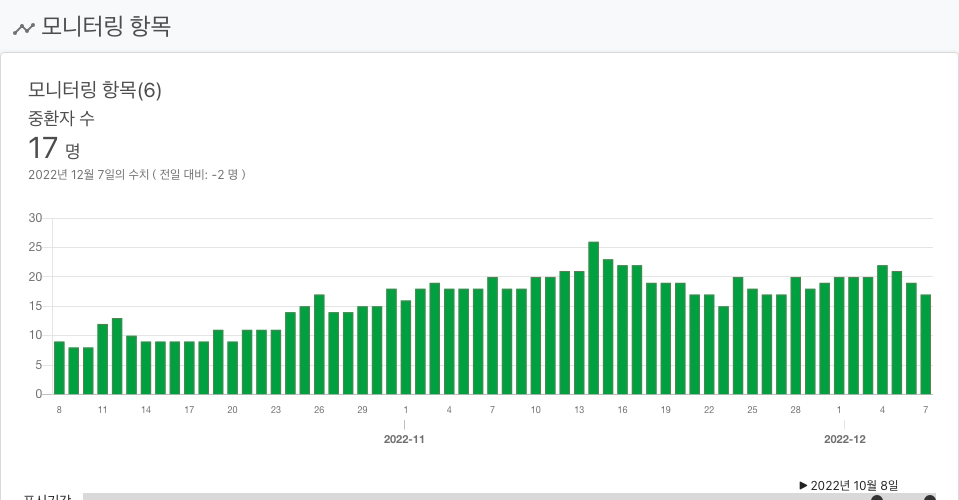 모니터링 항목
모니터링 항목(6)
중환자 수
17 명
2022년 12월 7일의 수치 ( 전일 대비: -2 명 )
30
25
20
15
10
5
0
8 11 14 17 20 23 26 29 1 4 7 10 13 16 19 22 25 28 1 4 7
2022-11 2022-12
▶ 2022년 10월 8일
표시기간